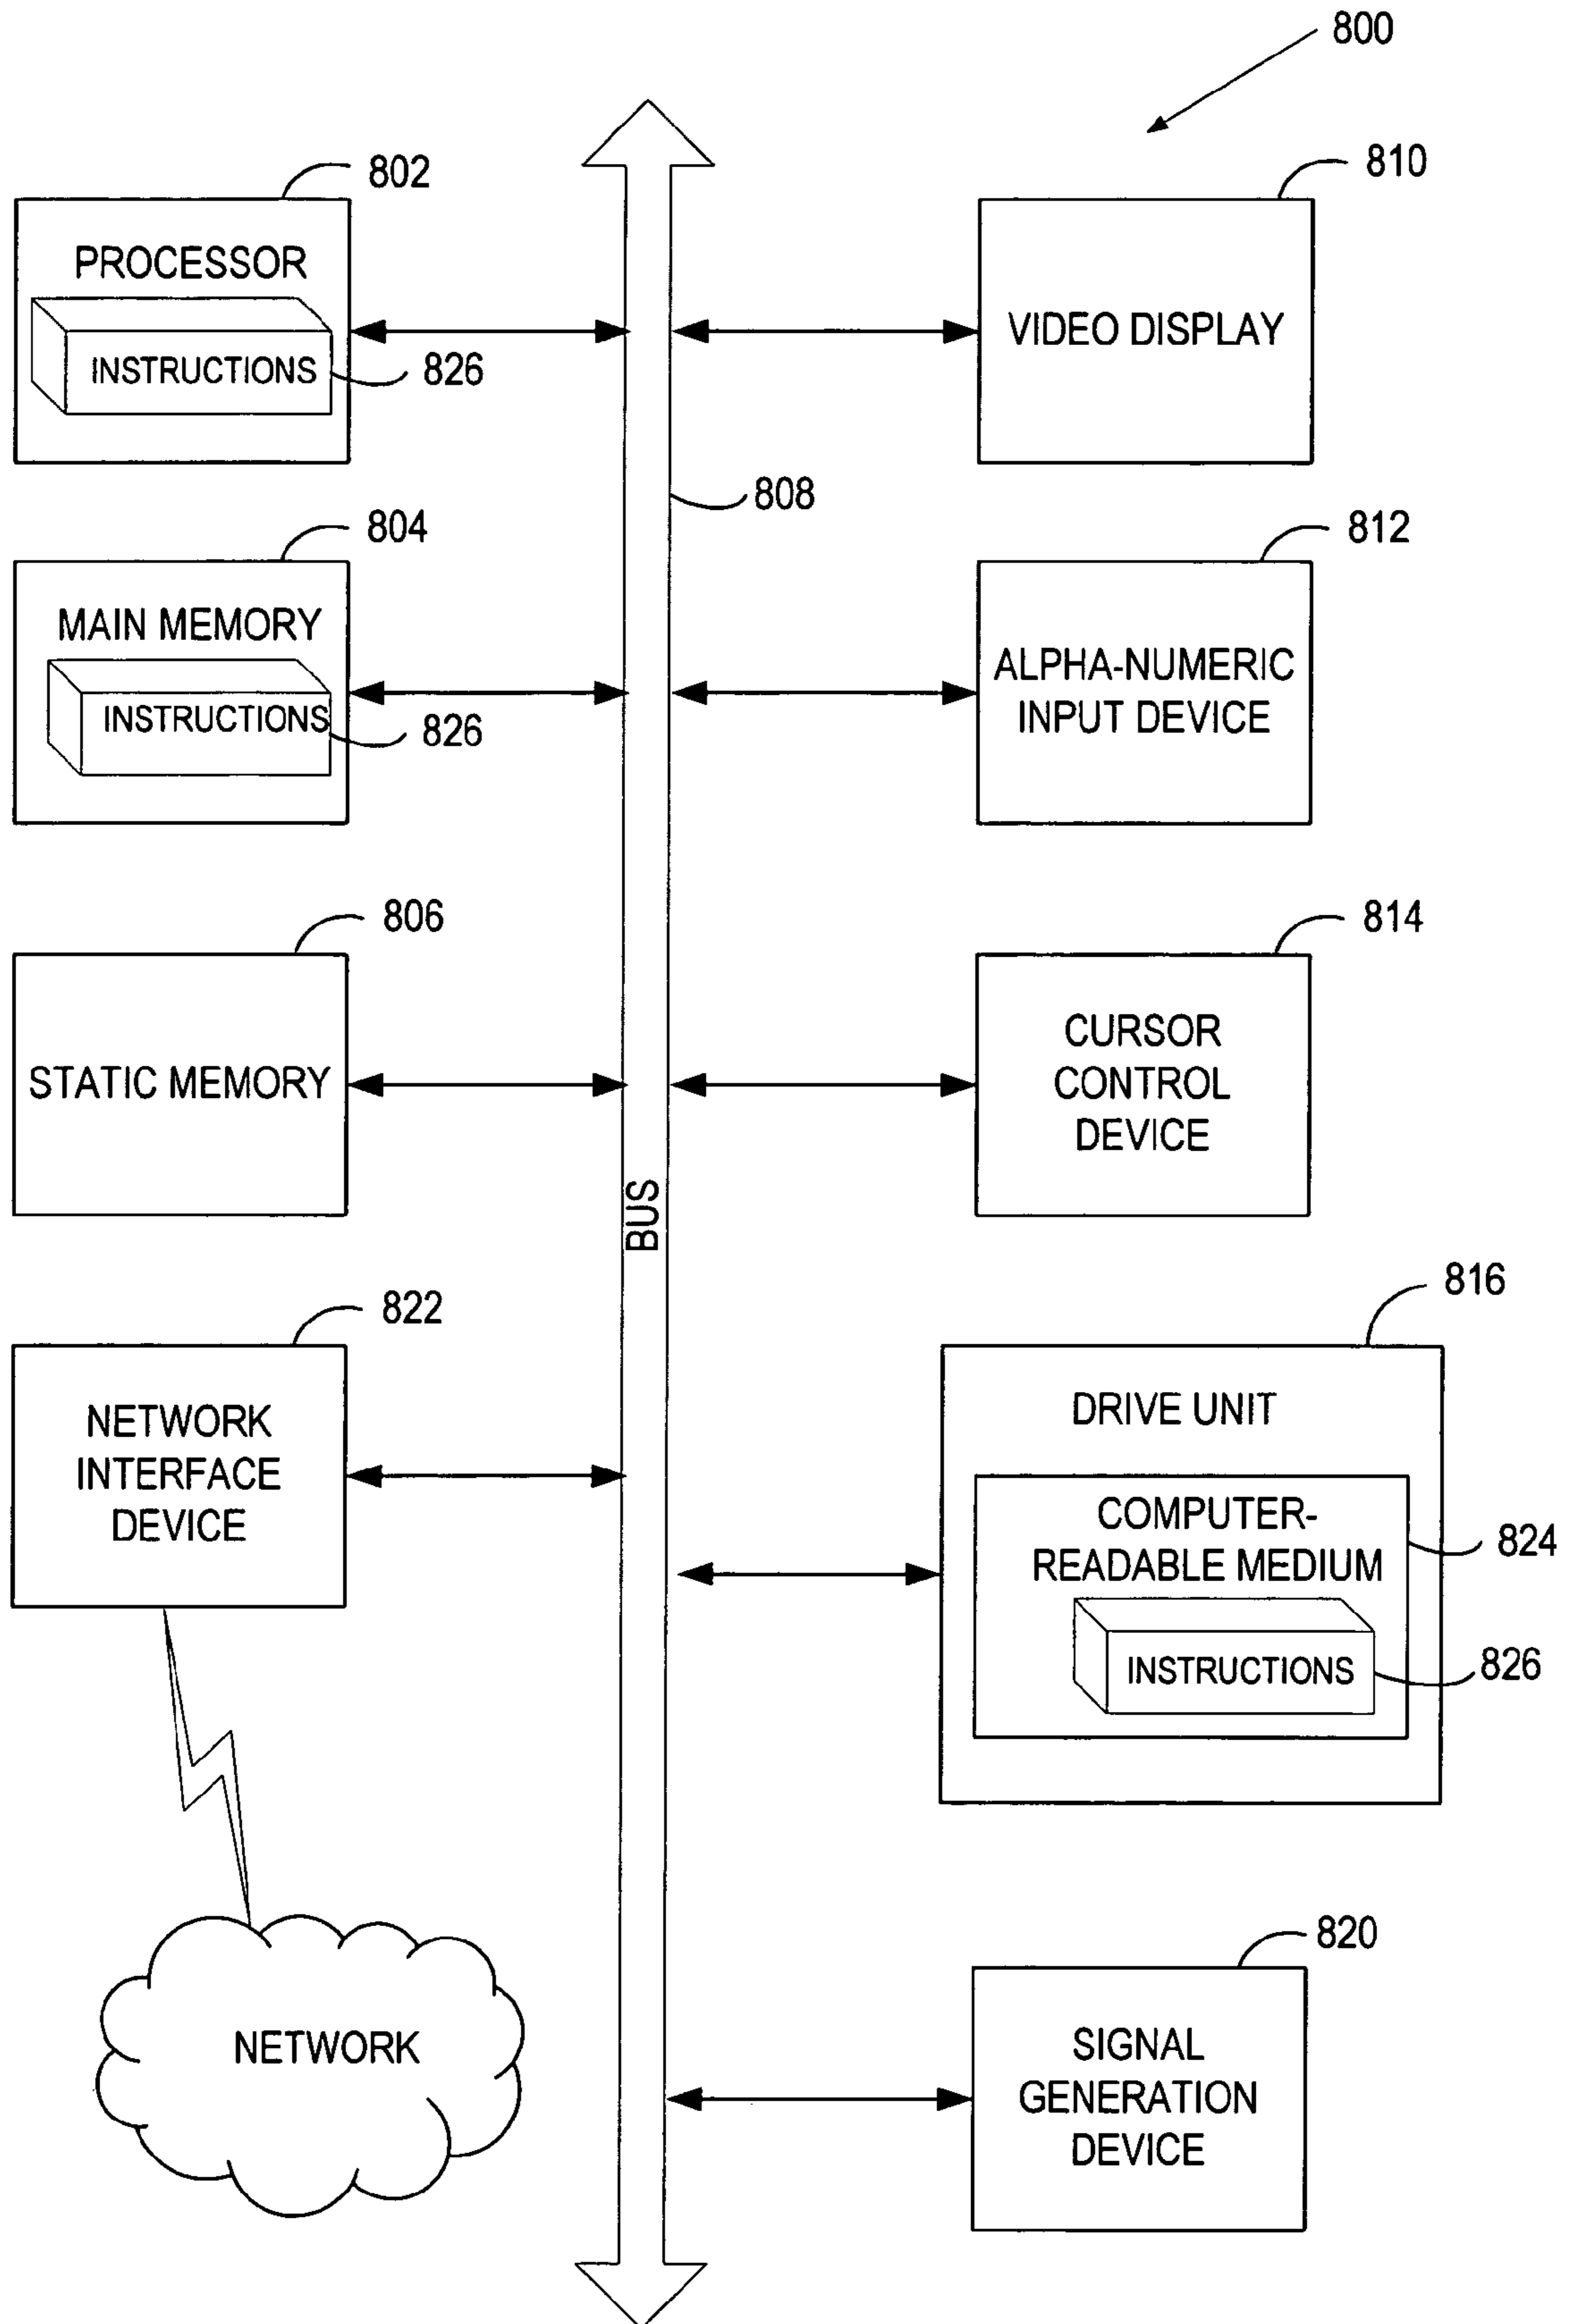 800
802
PROCESSOR
INSTRUCTIONS
826
810
VIDEO DISPLAY
808
804
MAIN MEMORY
INSTRUCTIONS
826
812
ALPHA-NUMERIC
INPUT DEVICE
806
STATIC MEMORY
814
CURSOR
CONTROL
DEVICE
BUS
822
NETWORK
INTERFACE
DEVICE
816
DRIVE UNIT
COMPUTER-
READABLE MEDIUM
824
INSTRUCTIONS
826
NETWORK
820
SIGNAL
GENERATION
DEVICE